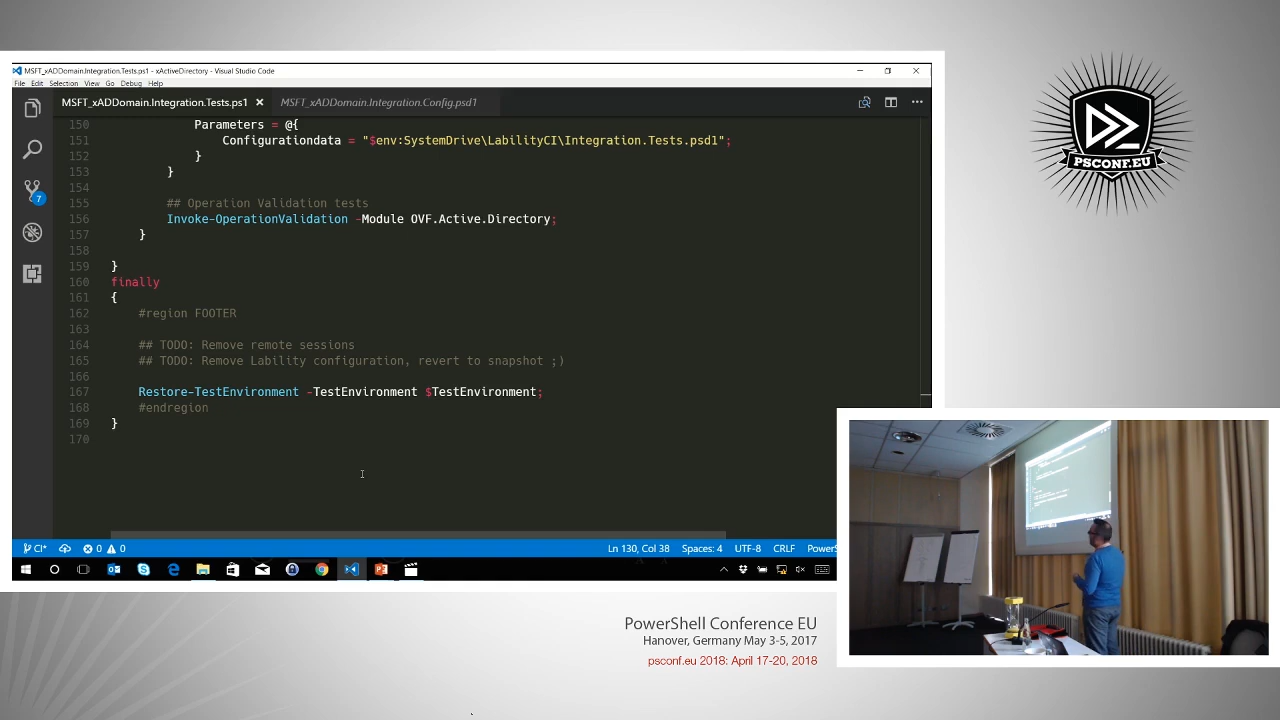 MSFT_xADDomain.Integration.Tests.ps1 - xActiveDirectory - Visual Studio Code
File Edit Selection View Go Debug Help
MSFT_xADDomain.Integration.Tests.ps1 MSFT_xADDomain.Integration.Config.psd1
150 Parameters = @{
151 Configurationdata = "$env:SystemDrive\LabilityCI\Integration.Tests.psd1";
152 }
153 }
154
155 ## Operation Validation tests
156 Invoke-OperationValidation -Module OVF.Active.Directory;
157 }
158
159 }
160 finally
161 {
162 #region FOOTER
163
164 ## TODO: Remove remote sessions
165 ## TODO: Remove Lability configuration, revert to snapshot ;)
166
167 Restore-TestEnvironment -TestEnvironment $TestEnvironment;
168 #endregion
169 }
170
7
CI* 0 0 Ln 130, Col 38 Spaces: 4 UTF-8 CRLF PowerS
PSCONF.EU
PowerShell Conference EU
Hanover, Germany May 3-5, 2017
psconf.eu 2018: April 17-20, 2018